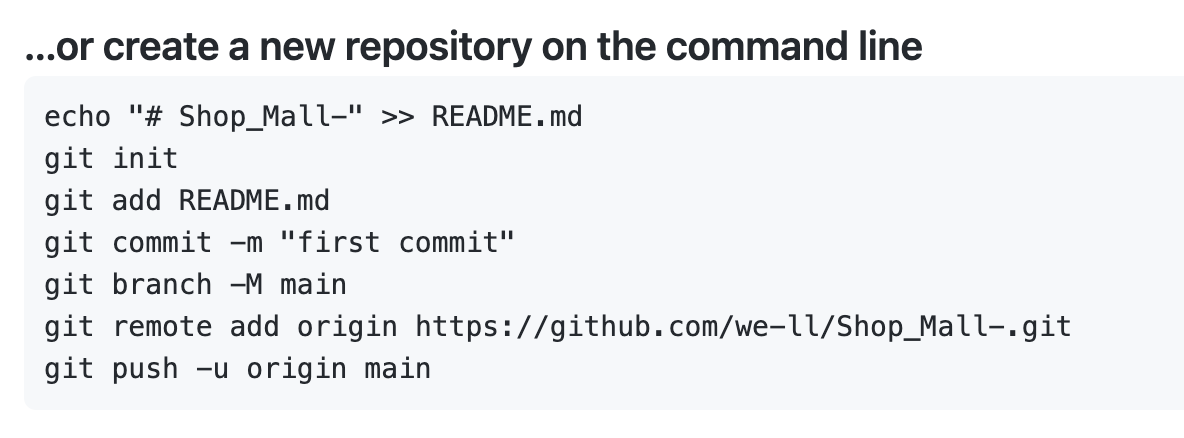 ...or create a new repository on the command line
echo "# Shop_Mall-" >> README.md
git init
git add README.md
git commit -m "first commit"
git branch -M main
git remote add origin https://github.com/we-ll/Shop_Mall-.git
git push -u origin main